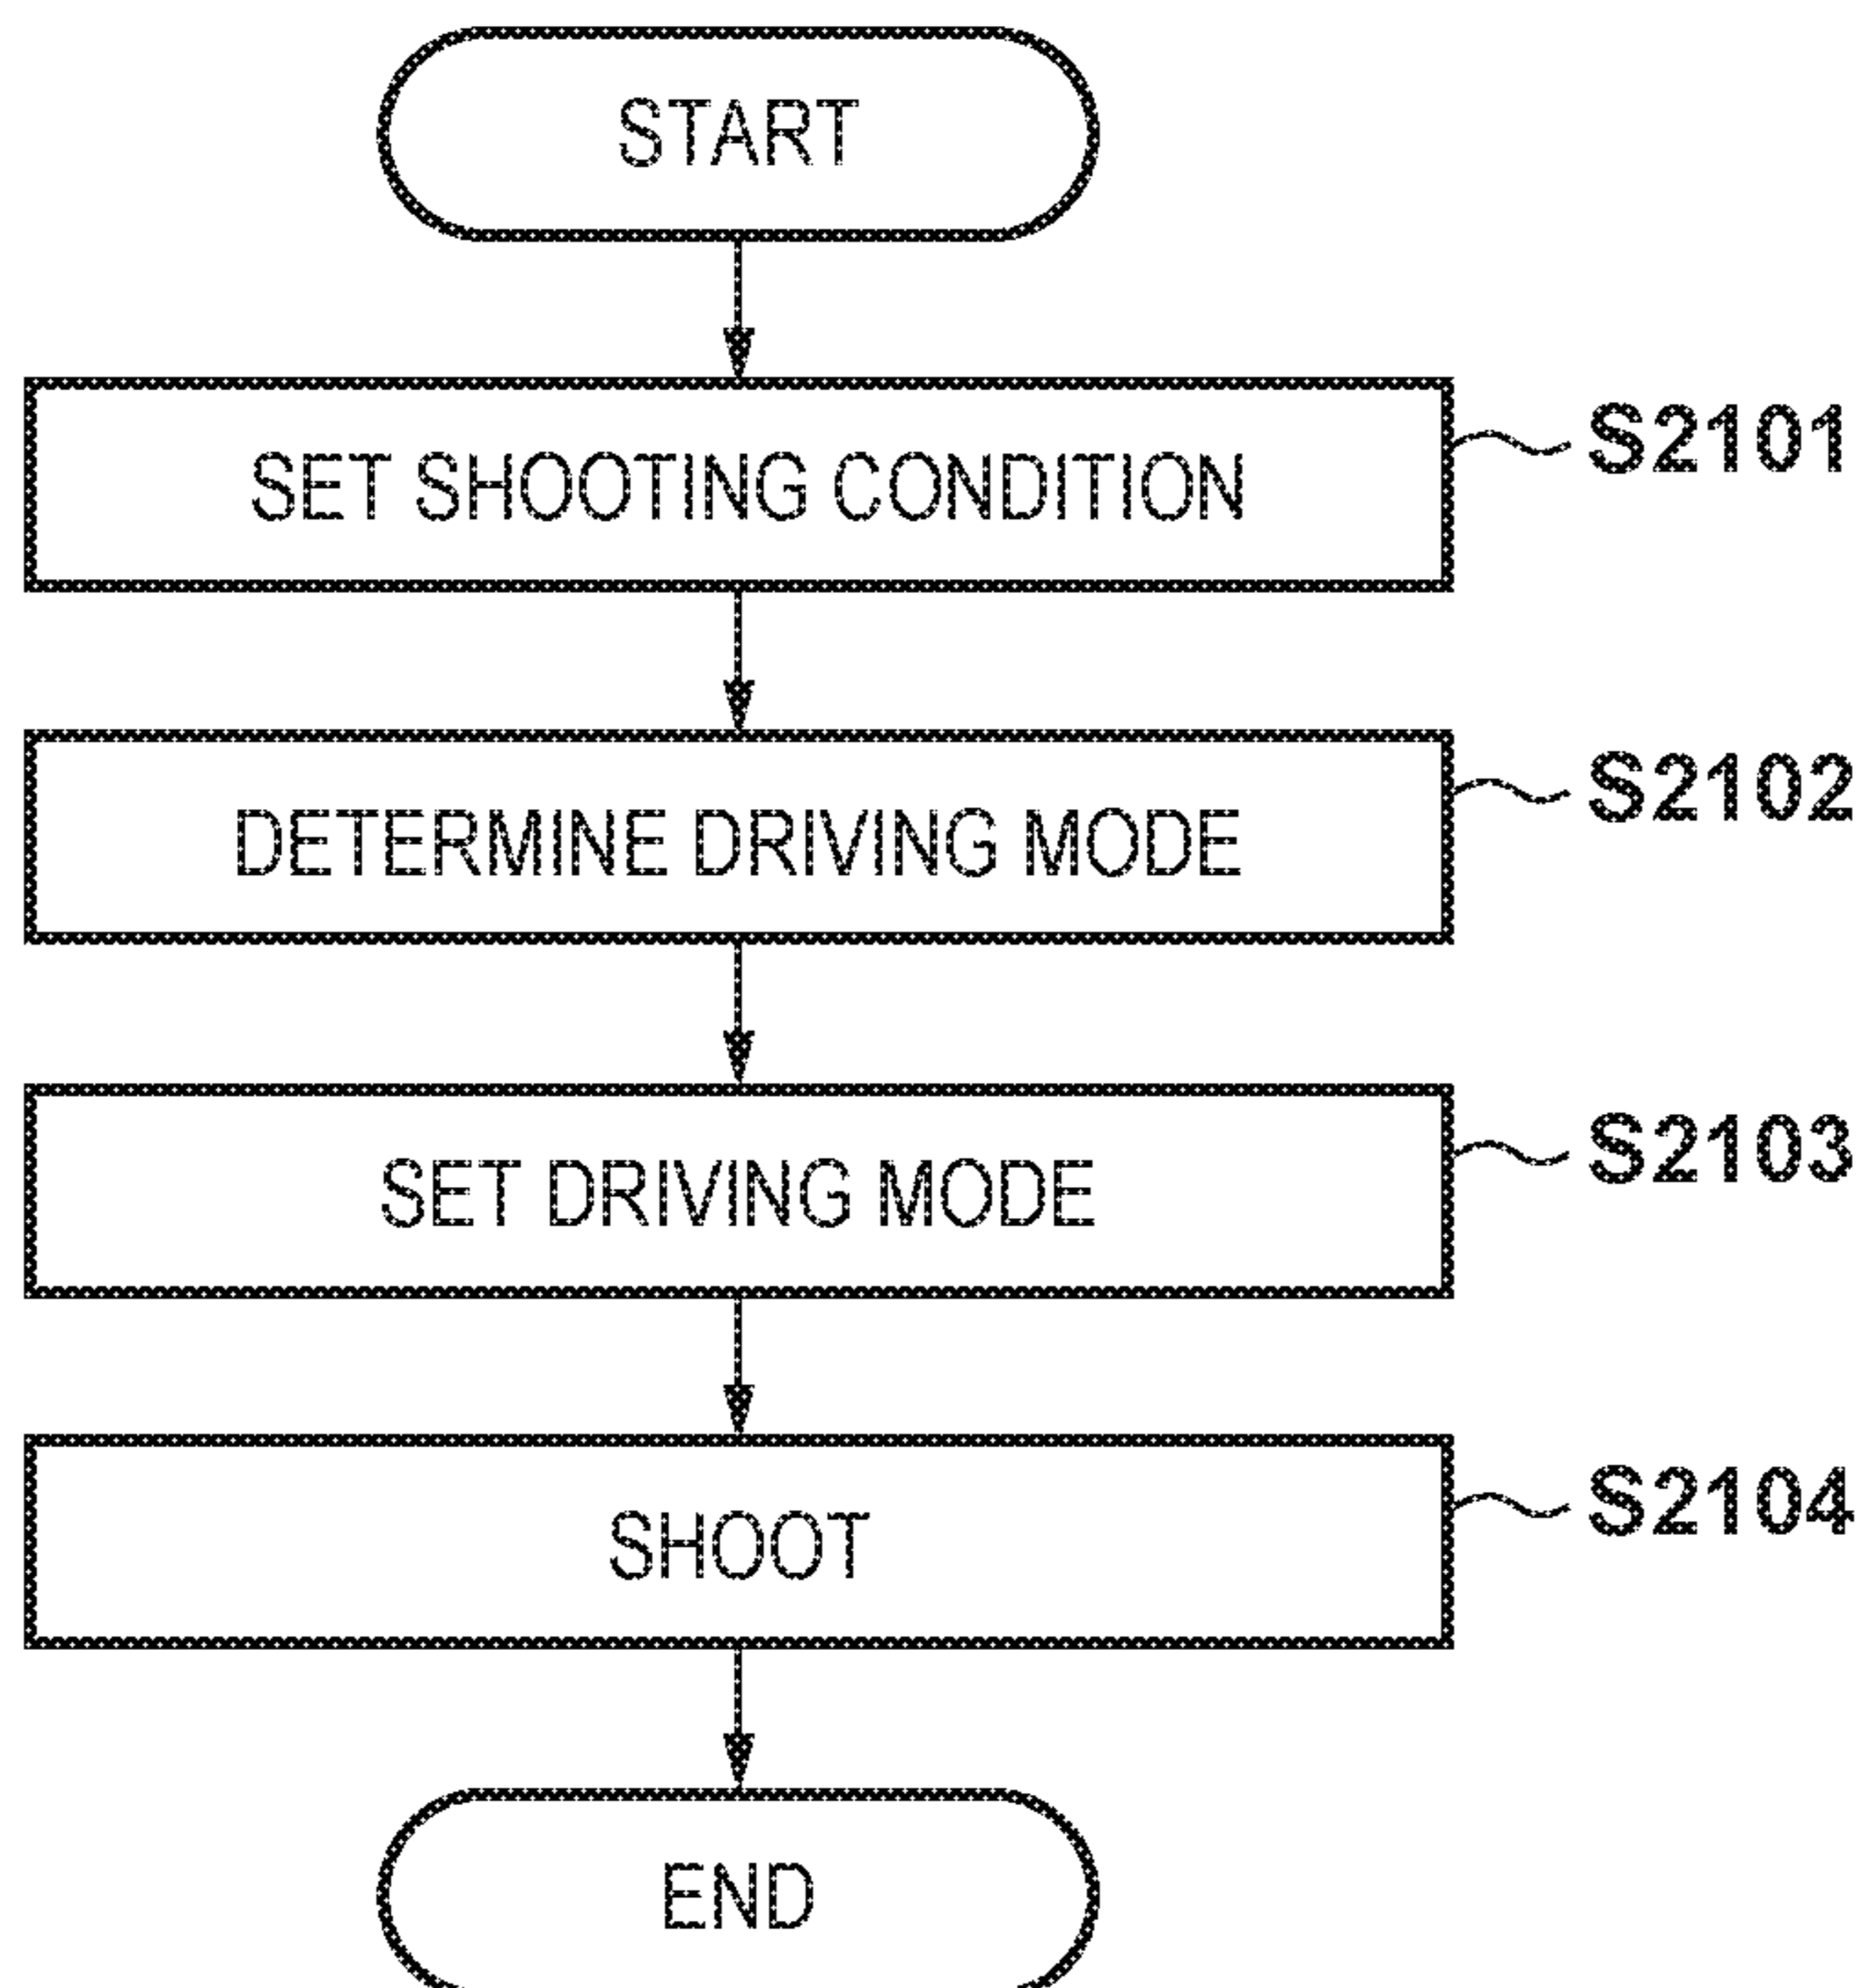 START
SET SHOOTING CONDITION
S2101
DETERMINE DRIVING MODE
S2102
SET DRIVING MODE
S2103
SHOOT
S2104
END